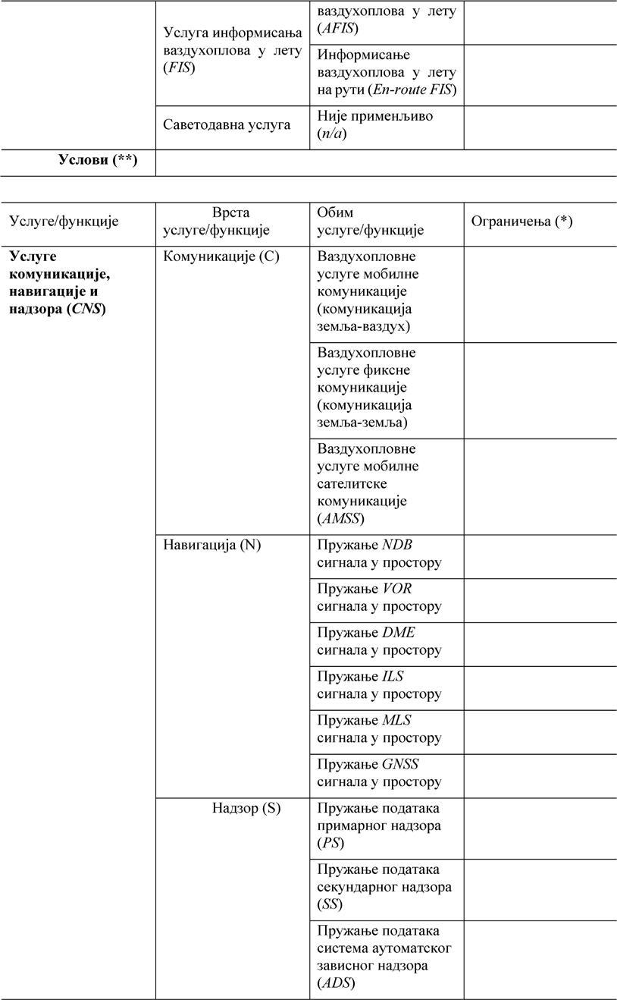 Услуга информисања
ваздухоплова у лету
(FIS)
ваздухоплова у лету
(AFIS)
Информисање
ваздухоплова у лету
на рути (En-route FIS)
Саветодавна услуга
Није применљиво
(n/a)
Услови (**)
Услуге/функције
Врста
услуге/функције
Обим
услуге/функције
Ограничења (*)
Услуге
комуникације,
навигације и
надзора (CNS)
Комуникације (C)
Ваздухопловне
услуге мобилне
комуникације
(комуникација
земља-ваздух)
Ваздухопловне
услуге фиксне
комуникације
(комуникација
земља-земља)
Ваздухопловне
услуге мобилне
сателитске
комуникације
(AMSS)
Навигација (N)
Пружање NDB
сигнала у простору
Пружање VOR
сигнала у простору
Пружање DME
сигнала у простору
Пружање ILS
сигнала у простору
Пружање MLS
сигнала у простору
Пружање GNSS
сигнала у простору
Надзор (S)
Пружање података
примарног надзора
(PS)
Пружање података
секундарног надзора
(SS)
Пружање података
система аутоматског
зависног надзора
(ADS)